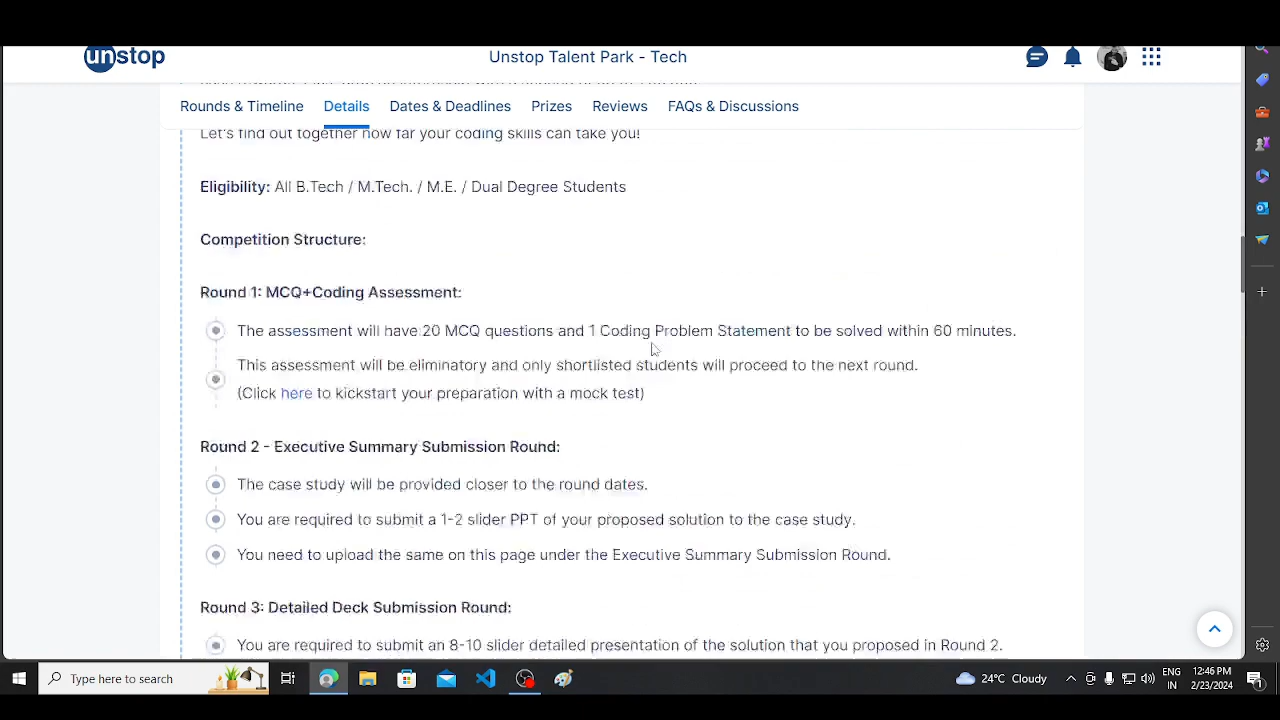 unstop
Unstop Talent Park - Tech
Rounds & Timeline
Details
Dates & Deadlines
Prizes
Reviews
FAQs & Discussions
Let's find out together how far your coding skills can take you!
Eligibility: All B.Tech / M.Tech. / M.E. / Dual Degree Students
Competition Structure:
Round 1: MCQ+Coding Assessment:
The assessment will have 20 MCQ questions and 1 Coding Problem Statement to be solved within 60 minutes.
This assessment will be eliminatory and only shortlisted students will proceed to the next round.
(Click here to kickstart your preparation with a mock test)
Round 2 - Executive Summary Submission Round:
The case study will be provided closer to the round dates.
You are required to submit a 1-2 slider PPT of your proposed solution to the case study.
You need to upload the same on this page under the Executive Summary Submission Round.
Round 3: Detailed Deck Submission Round:
You are required to submit an 8-10 slider detailed presentation of the solution that you proposed in Round 2.
Type here to search
24°C Cloudy
ENG
IN
12:46 PM
2/23/2024
1